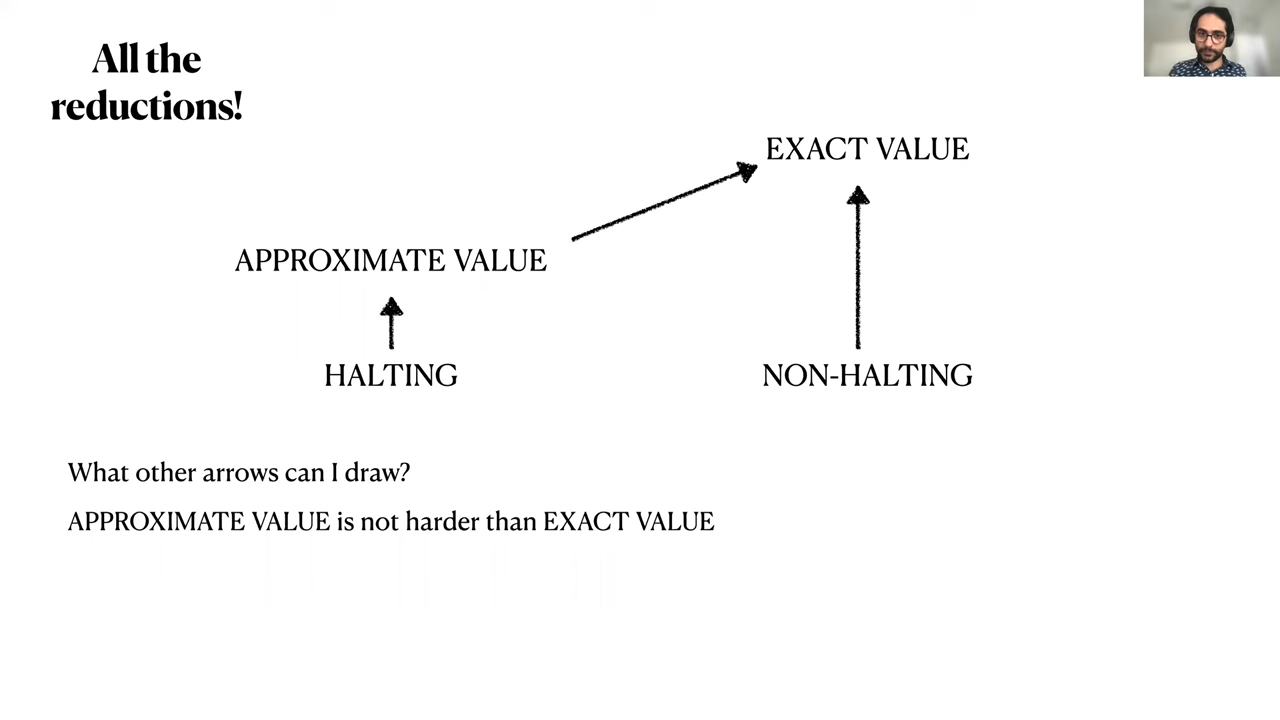 All the
reductions!
EXACT VALUE
APPROXIMATE VALUE
HALTING
NON-HALTING
What other arrows can I draw?
APPROXIMATE VALUE is not harder than EXACT VALUE